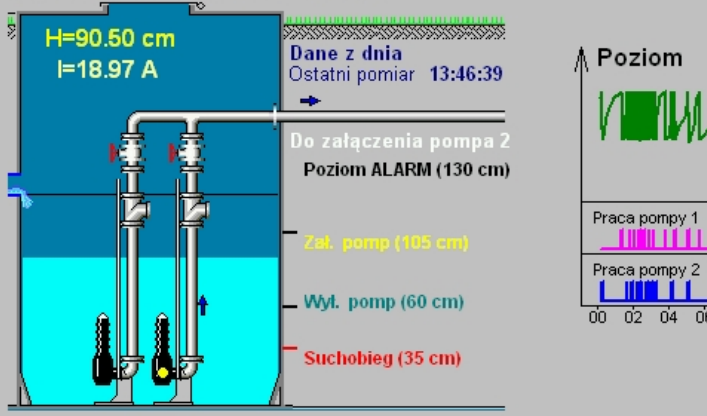 H=90.50 cm
I=18.97 A
Dane z dnia
Ostatni pomiar 13:46:39
Do załączenia pompa 2
Poziom ALARM (130 cm)
Zał. pomp (105 cm)
Wył. pomp (60 cm)
Suchobieg (35 cm)
Poziom
Praca pompy 1
Praca pompy 2
00 02 04